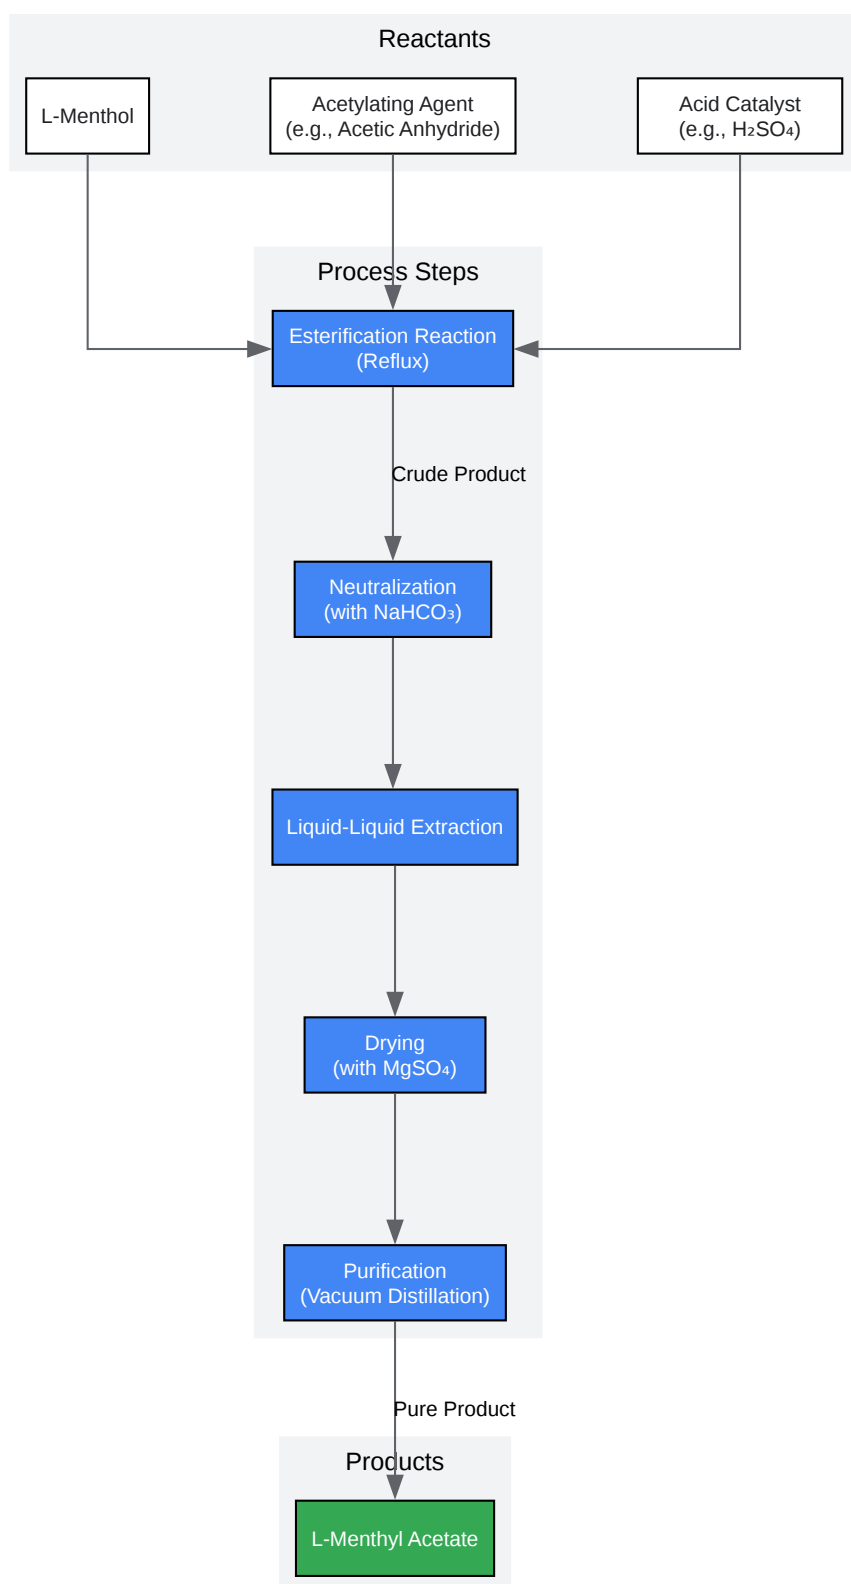 Reactants
L-Menthol
Acetylating Agent
(e.g., Acetic Anhydride)
Acid Catalyst
(e.g., H₂SO₄)
Process Steps
Esterification Reaction
(Reflux)
Crude Product
Neutralization
(with NaHCO₃)
Liquid-Liquid Extraction
Drying
(with MgSO₄)
Purification
(Vacuum Distillation)
Pure Product
Products
L-Menthyl Acetate